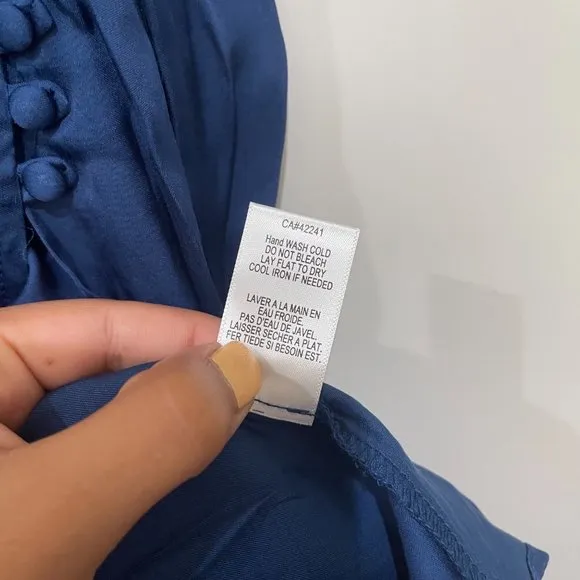 CA#42241
Hand WASH COLD
DO NOT BLEACH
LAY FLAT TO DRY
COOL IRON IF NEEDED
LAVER A LA MAIN EN
EAU FROIDE.
PAS D'EAU DE JAVEL.
LAISSER SECHER A PLAT.
FER TIEDE SI BESOIN EST.